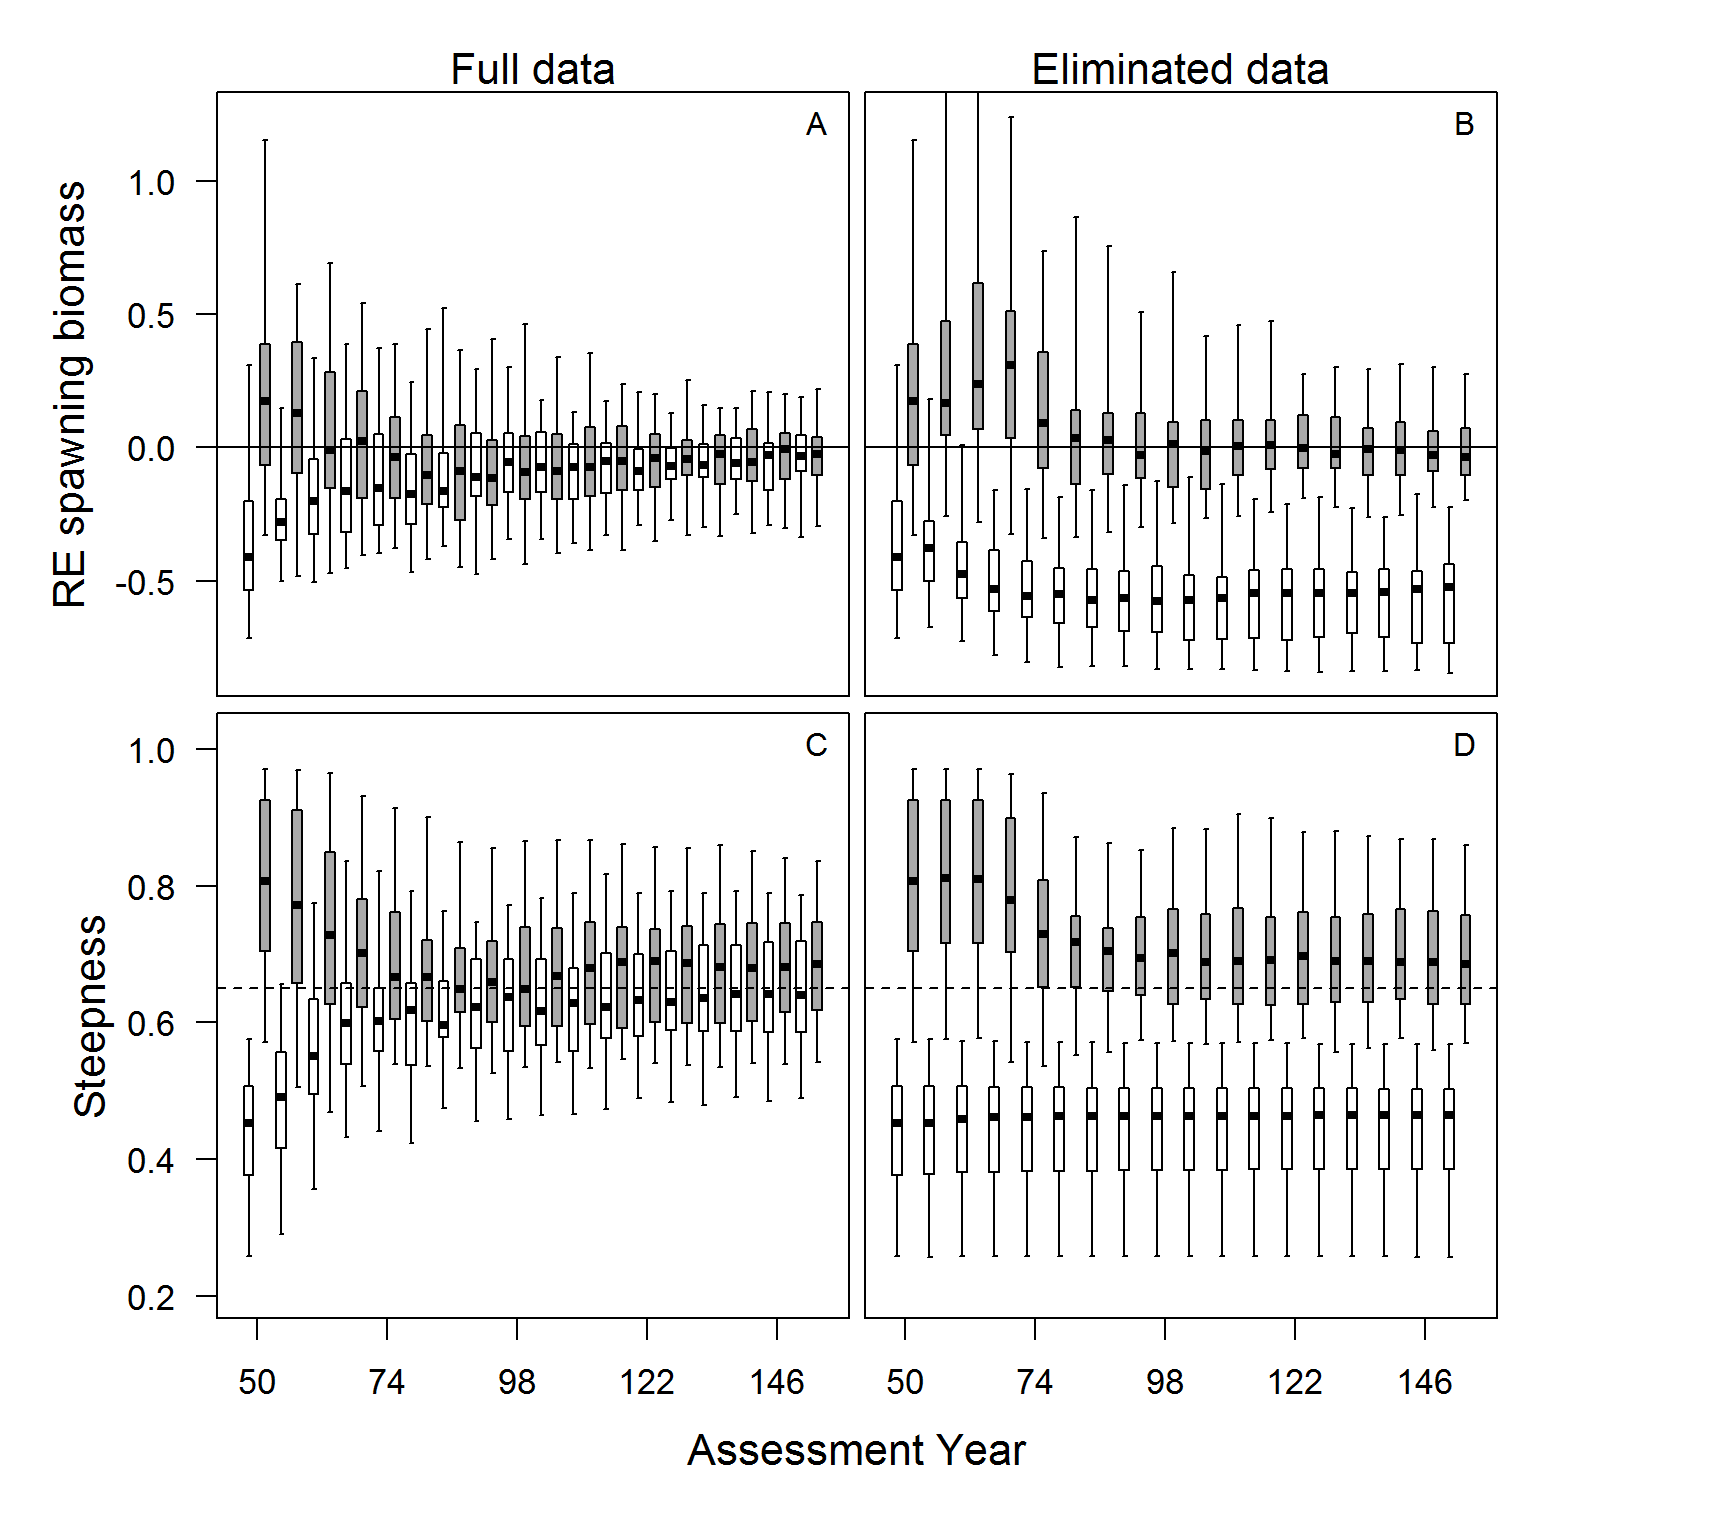 Full data
Eliminated data
A
B
RE spawning biomass
1.0
0.5
0.0
-0.5
C
D
Steepness
1.0
0.8
0.6
0.4
0.2
50 74 98 122 146
50 74 98 122 146
Assessment Year